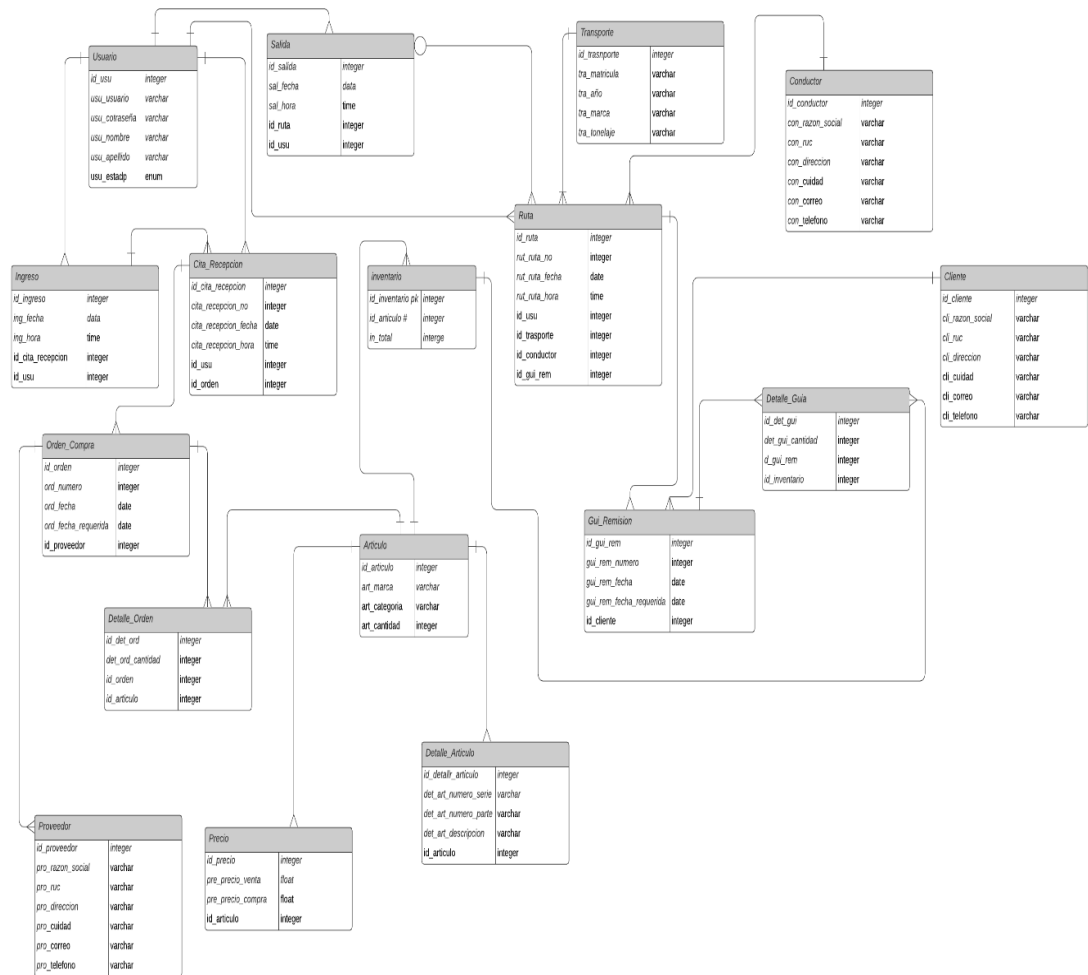 Usuario
id_usu integer
usu_usuario varchar
usu_cotraseña varchar
usu_nombre varchar
usu_apellido varchar
usu_estadp enum
Salida
id_salida integer
sal_fecha data
sal_hora time
id_ruta integer
id_usu integer
Transporte
id_trasnporte integer
tra_matricula varchar
tra_año varchar
tra_marca varchar
tra_tonelaje varchar
Conductor
id_conductor integer
con_razon_social varchar
con_ruc varchar
con_direccion varchar
con_cuidad varchar
con_correo varchar
con_telefono varchar
Ingreso
id_ingreso integer
ing_fecha data
ing_hora time
id_cita_recepcion integer
id_usu integer
Cita_Recepcion
id_cita_recepcion integer
cita_recepcion_no integer
cita_recepcion_fecha date
cita_recepcion_hora time
id_usu integer
id_orden integer
inventario
id_inventario pk integer
id_articulo # integer
in_total interge
Ruta
id_ruta integer
rut_ruta_no integer
rut_ruta_fecha date
rut_ruta_hora time
id_usu integer
id_trasporte integer
id_conductor integer
id_gui_rem integer
Cliente
id_cliente integer
cli_razon_social varchar
cli_ruc varchar
cli_direccion varchar
cli_cuidad varchar
cli_correo varchar
cli_telefono varchar
Detalle_Guia
id_det_gui integer
det_gui_cantidad integer
d_gui_rem integer
id_inventario integer
Orden_Compra
id_orden integer
ord_numero integer
ord_fecha date
ord_fecha_requerida date
id_proveedor integer
Gui_Remision
id_gui_rem integer
gui_rem_numero integer
gui_rem_fecha date
gui_rem_fecha_requerida date
id_cliente integer
Articulo
id_articulo integer
art_marca varchar
art_categoria varchar
art_cantidad integer
Detalle_Orden
id_det_ord integer
det_ord_cantidad integer
id_orden integer
id_articulo integer
Detalle_Articulo
id_detallr_articulo integer
det_art_numero_serie varchar
det_art_numero_parte varchar
det_art_descripcion varchar
id_articulo integer
Proveedor
id_proveedor integer
pro_razon_social varchar
pro_ruc varchar
pro_direccion varchar
pro_cuidad varchar
pro_correo varchar
pro_telefono varchar
Precio
id_precio integer
pre_precio_venta float
pre_precio_compra float
id_articulo integer